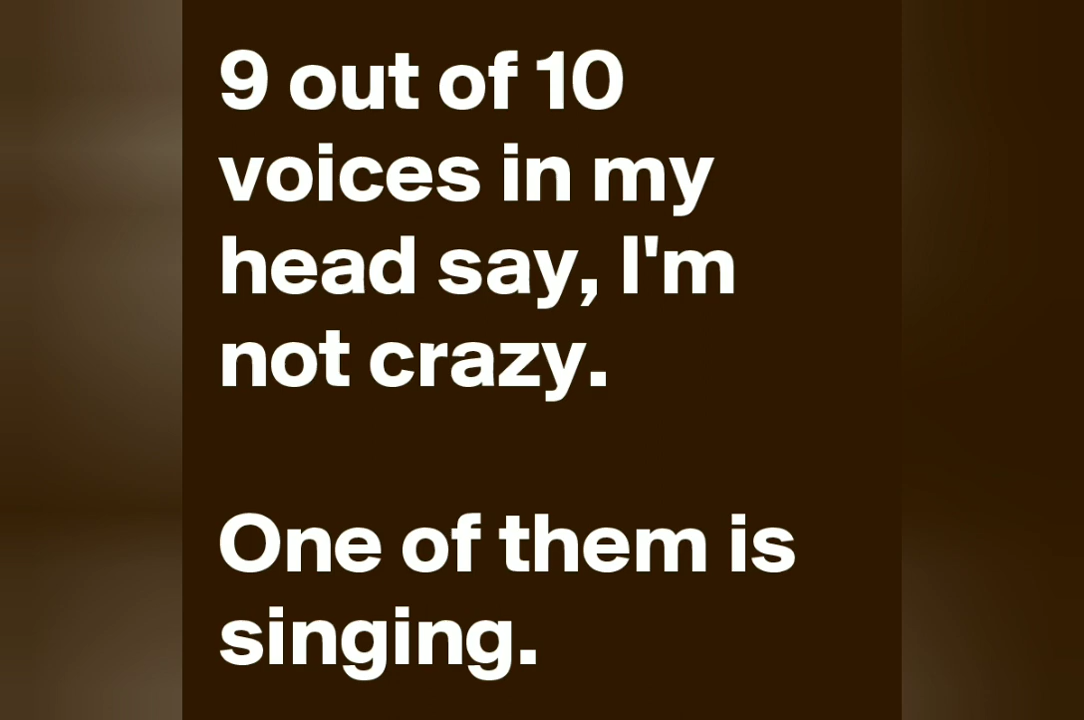 9 out of 10
voices in my
head say, I'm
not crazy.
One of them is
singing.